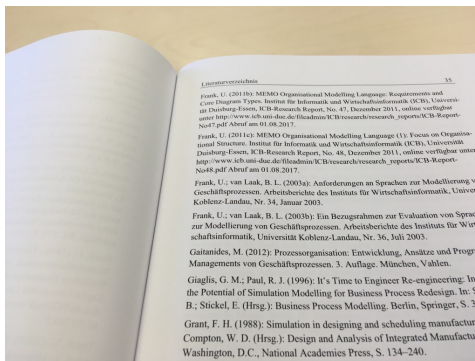 Literaturverzeichnis 35
Frank, U. (2011b): MEMO Organisational Modelling Language: Requirements and
Core Diagram Types. Institut für Informatik und Wirtschaftsinformatik (ICB), Universi-
tät Duisburg-Essen, ICB-Research Report, No. 47, Dezember 2011, online verfügbar
unter http://www.icb.uni-due.de/fileadmin/ICB/research/research_reports/ICB-Report-
No47.pdf Abruf am 01.08.2017.
Frank, U. (2011c): MEMO Organisational Modelling Language (1): Focus on Organisa-
tional Structure. Institut für Informatik und Wirtschaftsinformatik (ICB), Universität
Duisburg-Essen, ICB-Research Report, No. 48, Dezember 2011, online verfügbar unter
http://www.icb.uni-due.de/fileadmin/ICB/research/research_reports/ICB-Report-
No48.pdf Abruf am 01.08.2017.
Frank, U.; van Laak, B. L. (2003a): Anforderungen an Sprachen zur Modellierung v
Geschäftsprozessen. Arbeitsberichte des Instituts für Wirtschaftsinformatik, Univer
Koblenz-Landau, Nr. 34, Januar 2003.
Frank, U.; van Laak, B. L. (2003b): Ein Bezugsrahmen zur Evaluation von Sprac
zur Modellierung von Geschäftsprozessen. Arbeitsberichte des Instituts für Wirt
schaftsinformatik, Universität Koblenz-Landau, Nr. 36, Juli 2003.
Gaitanides, M. (2012): Prozessorganisation: Entwicklung, Ansätze und Progr
Managements von Geschäftsprozessen. 3. Auflage. München, Vahlen.
Giaglis, G. M.; Paul, R. J. (1996): It's Time to Engineer Re-engineering: In
the Potential of Simulation Modelling for Business Process Redesign. In: S
B.; Stickel, E. (Hrsg.): Business Process Modelling. Berlin, Springer, S. 3
Grant, F. H. (1988): Simulation in designing and scheduling manufactur
Compton, W. D. (Hrsg.): Design and Analysis of Integrated Manufactu
Washington, D.C., National Academies Press, S. 134–240.